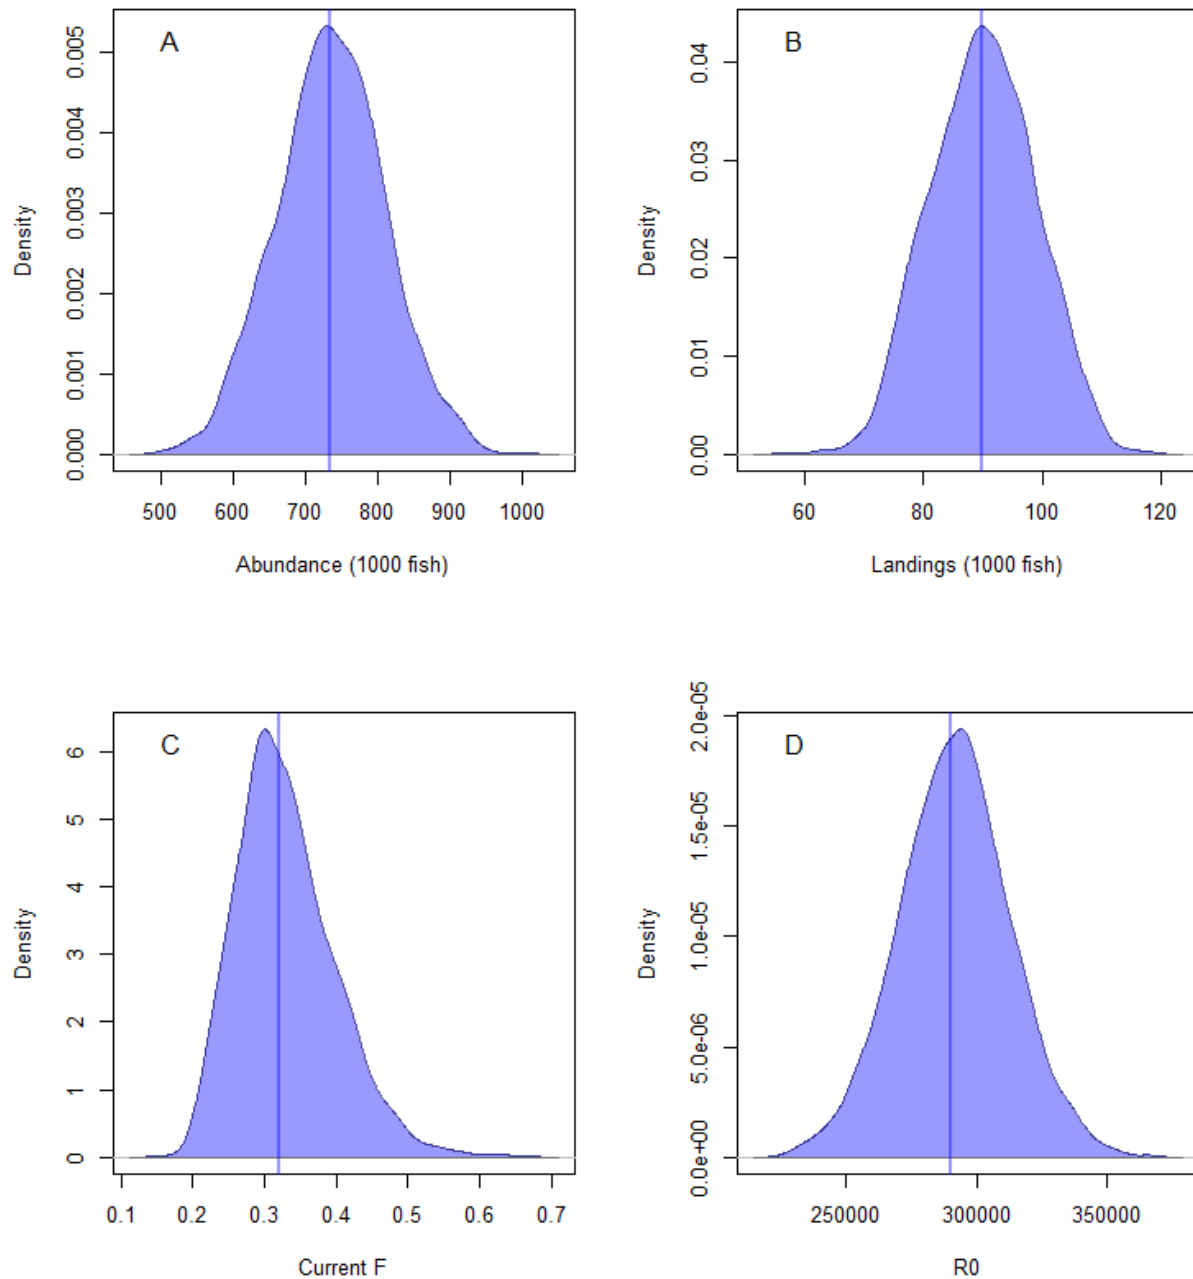 A
Density
0.000
0.001
0.002
0.003
0.004
0.005
500 600 700 800 900 1000
Abundance (1000 fish)
B
Density
0.00
0.01
0.02
0.03
0.04
60 80 100 120
Landings (1000 fish)
C
Density
0
1
2
3
4
5
6
0.1 0.2 0.3 0.4 0.5 0.6 0.7
Current F
D
Density
0.0e+00
5.0e-06
1.0e-05
1.5e-05
2.0e-05
250000 300000 350000
R0